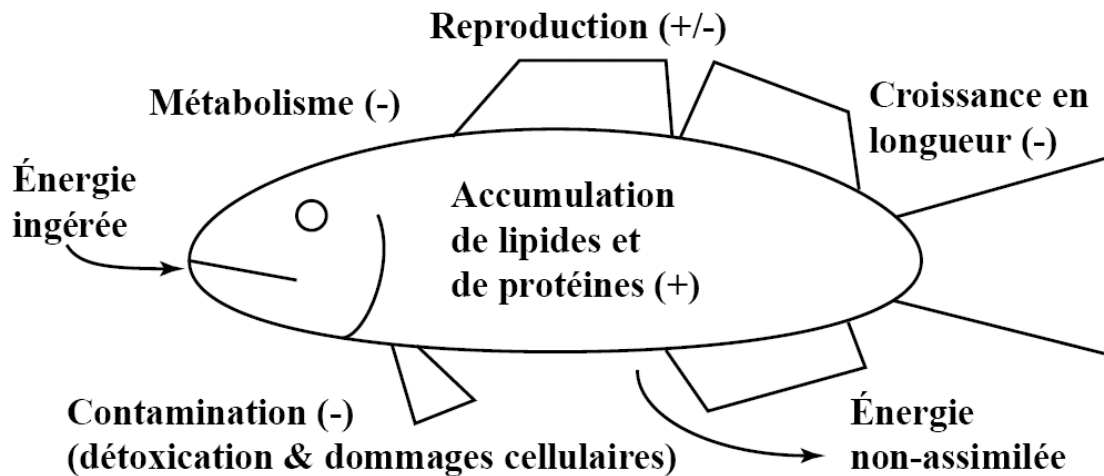 Reproduction (+/-)
Métabolisme (-)
Croissance en
longueur (-)
Énergie
ingérée
Accumulation
de lipides et
de protéines (+)
Contamination (-)
(détoxication & dommages cellulaires)
Énergie
non-assimilée